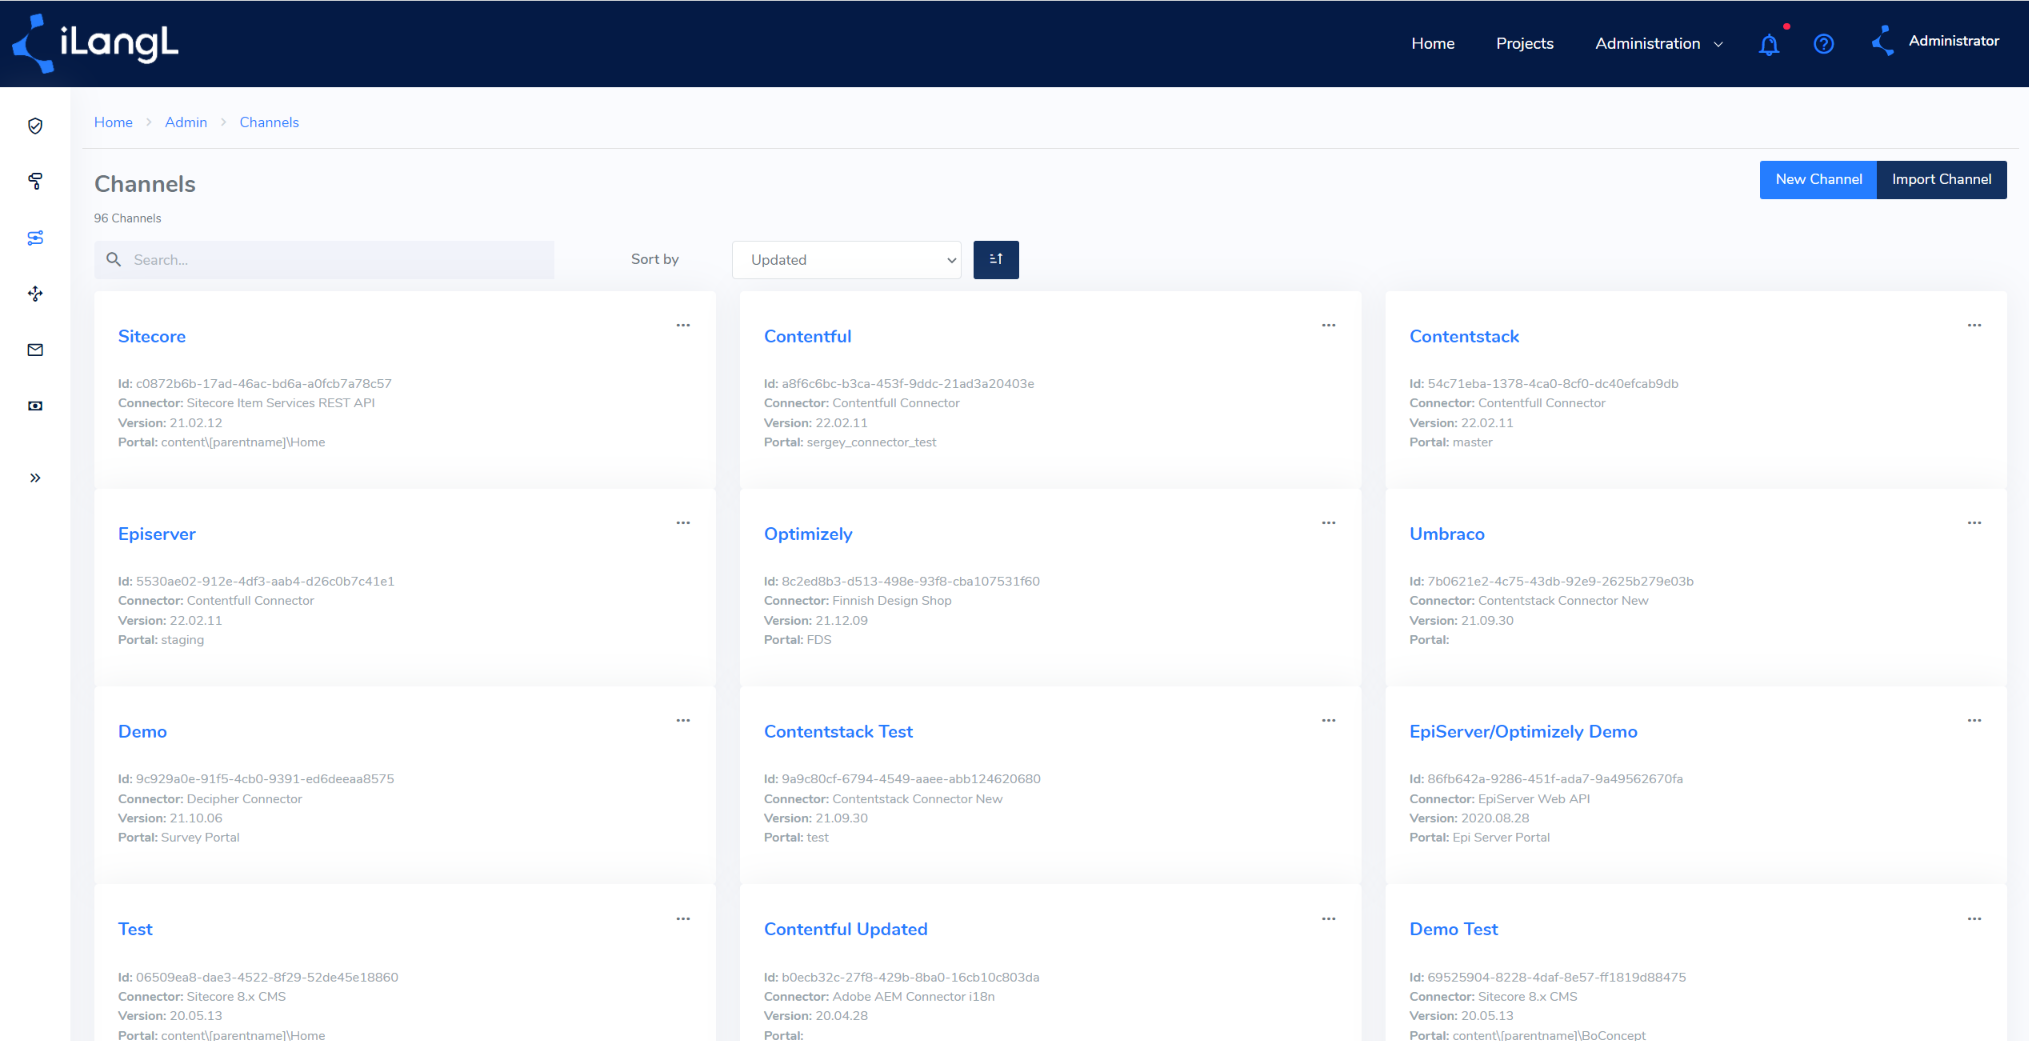 iLangL
Home Projects Administration Administrator
Home Admin Channels
Channels
New Channel Import Channel
96 Channels
Search...
Sort by
Updated
Sitecore
Id: c0872b6b-17ad-46ac-bd6a-a0fcb7a78c57
Connector: Sitecore Item Services REST API
Version: 21.02.12
Portal: content\[parentname]\Home
Contentful
Id: a8f6c6bc-b3ca-453f-9ddc-21ad3a20403e
Connector: Contentfull Connector
Version: 22.02.11
Portal: sergey_connector_test
Contentstack
Id: 54c71eba-1378-4ca0-8cf0-dc40efcab9db
Connector: Contentfull Connector
Version: 22.02.11
Portal: master
Episerver
Id: 5530ae02-912e-4df3-aab4-d26c0b7c41e1
Connector: Contentfull Connector
Version: 22.02.11
Portal: staging
Optimizely
Id: 8c2ed8b3-d513-498e-93f8-cba107531f60
Connector: Finnish Design Shop
Version: 21.12.09
Portal: FDS
Umbraco
Id: 7b0621e2-4c75-43db-92e9-2625b279e03b
Connector: Contentstack Connector New
Version: 21.09.30
Portal:
Demo
Id: 9c929a0e-91f5-4cb0-9391-ed6deeaa8575
Connector: Decipher Connector
Version: 21.10.06
Portal: Survey Portal
Contentstack Test
Id: 9a9c80cf-6794-4549-aaee-abb124620680
Connector: Contentstack Connector New
Version: 21.09.30
Portal: test
EpiServer/Optimizely Demo
Id: 86fb642a-9286-451f-ada7-9a49562670fa
Connector: EpiServer Web API
Version: 2020.08.28
Portal: Epi Server Portal
Test
Id: 06509ea8-dae3-4522-8f29-52de45e18860
Connector: Sitecore 8.x CMS
Version: 20.05.13
Portal: content\[parentname]\Home
Contentful Updated
Id: b0ecb32c-27f8-429b-8ba0-16cb10c803da
Connector: Adobe AEM Connector i18n
Version: 20.04.28
Portal:
Demo Test
Id: 69525904-8228-4daf-8e57-ff1819d88475
Connector: Sitecore 8.x CMS
Version: 20.05.13
Portal: content\[parentname]\BoConcept